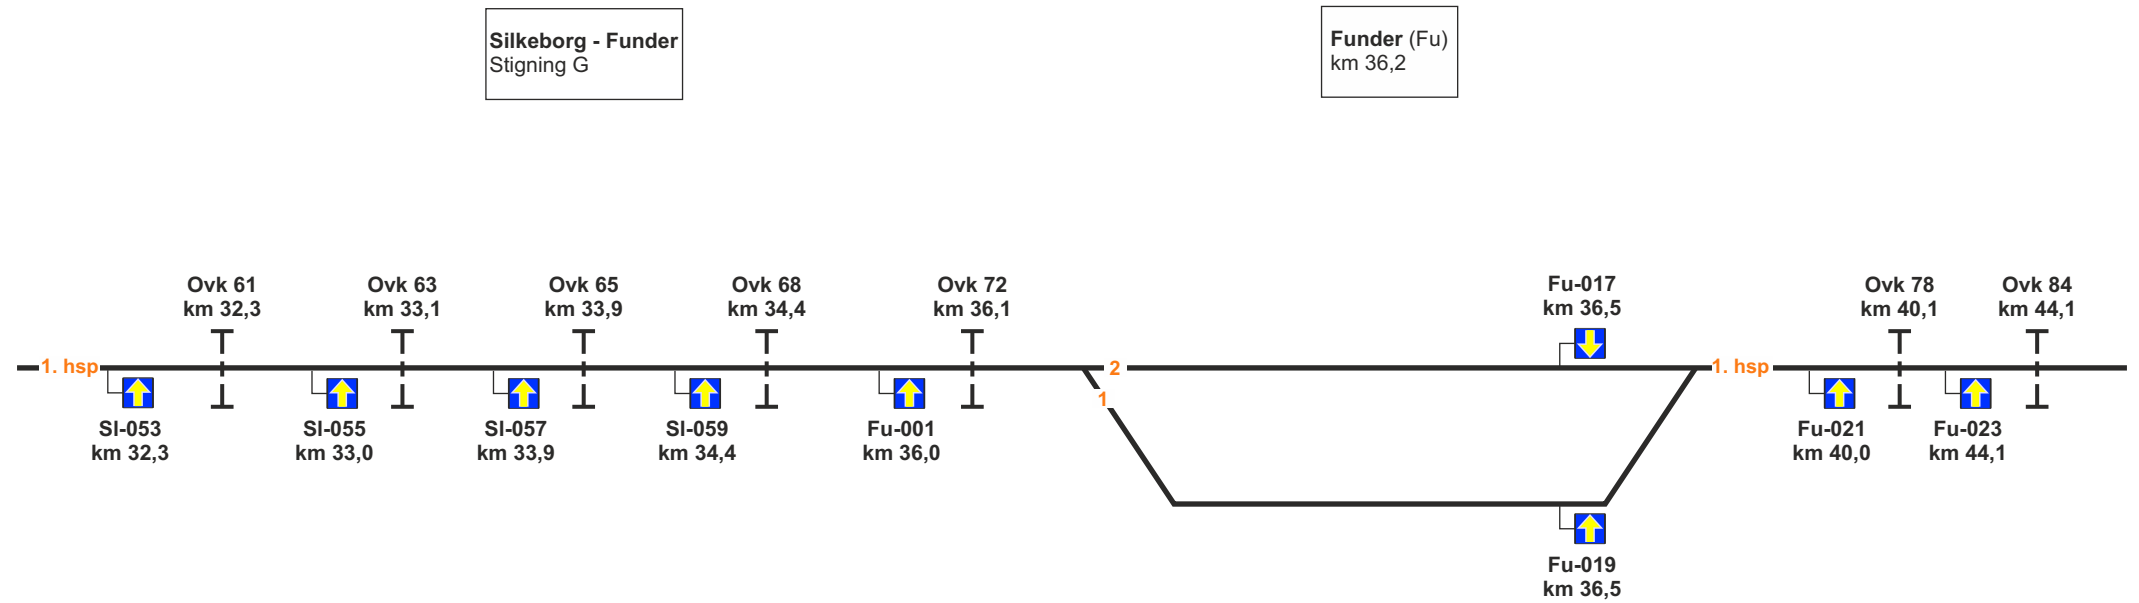 Silkeborg - Funder
Stigning G
Funder (Fu)
km 36,2
Ovk 61
km 32,3
Ovk 63
km 33,1
Ovk 65
km 33,9
Ovk 68
km 34,4
Ovk 72
km 36,1
Fu-017
km 36,5
Ovk 78
km 40,1
Ovk 84
km 44,1
1. hsp
2
1. hsp
1
SI-053
km 32,3
SI-055
km 33,0
SI-057
km 33,9
SI-059
km 34,4
Fu-001
km 36,0
Fu-021
km 40,0
Fu-023
km 44,1
Fu-019
km 36,5